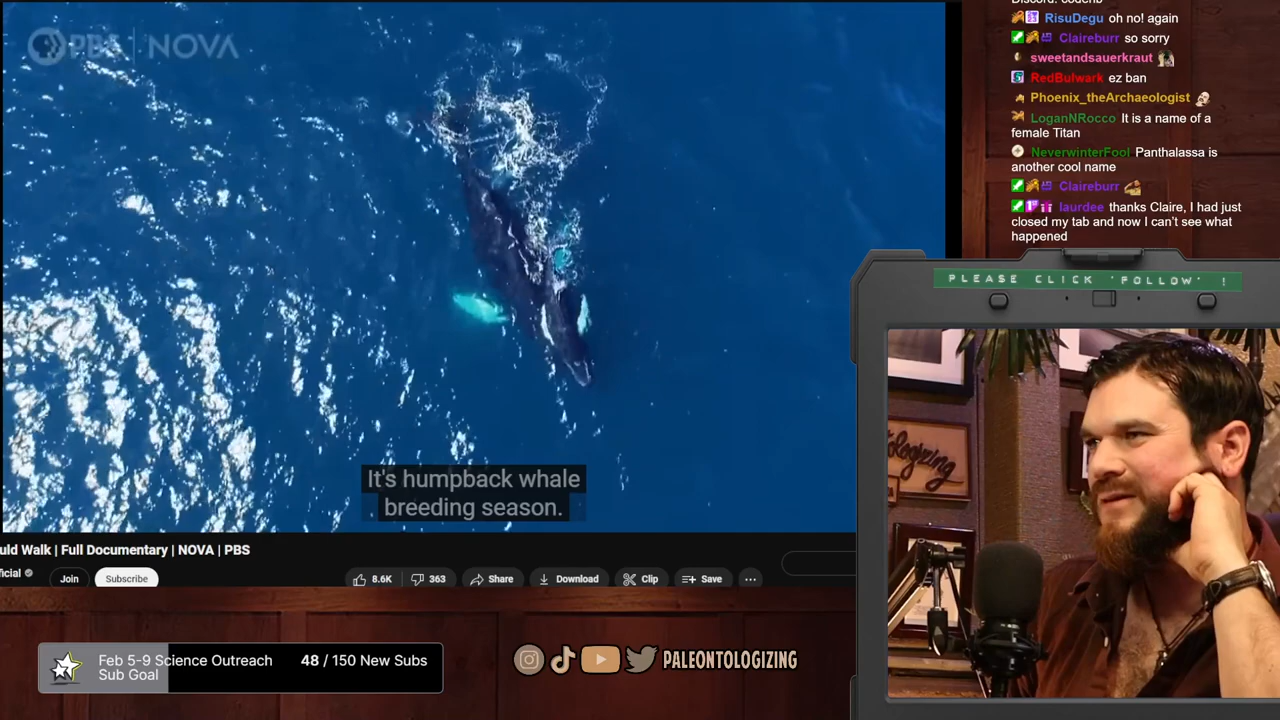 PBS | NOVA
It's humpback whale
breeding season.
uld Walk | Full Documentary | NOVA | PBS
ficial
Join
Subscribe
8.6K
363
Share
Download
Clip
Save
RisuDegu oh no! again
Claireburr so sorry
sweetandsauerkraut
RedBulwark ez ban
Phoenix_theArchaeologist
LoganNRocco It is a name of a
female Titan
NeverwinterFool Panthalassa is
another cool name
Claireburr
laurdee thanks Claire, I had just
closed my tab and now I can't see what
happened
PLEASE CLICK 'FOLLOW' !
ologizing
Feb 5-9 Science Outreach
Sub Goal
48 / 150 New Subs
PALEONTOLOGIZING